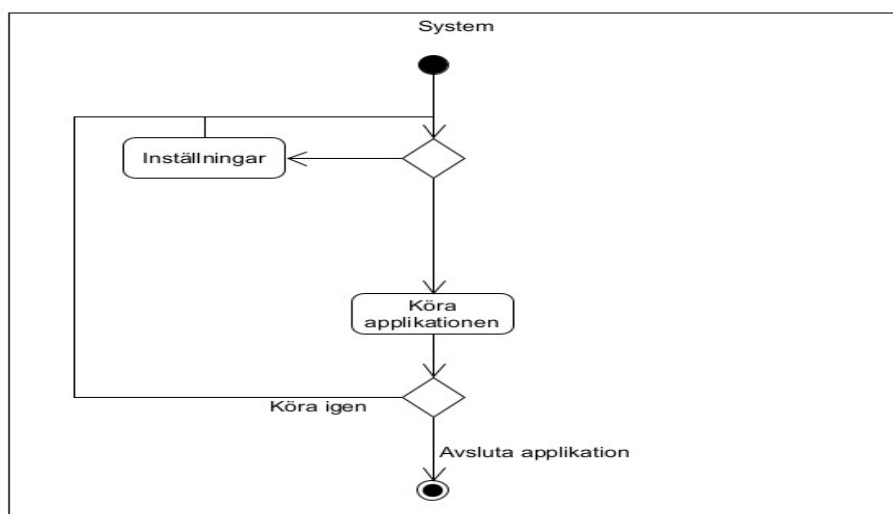 System
Inställningar
Köra
applikationen
Köra igen
Avsluta applikation